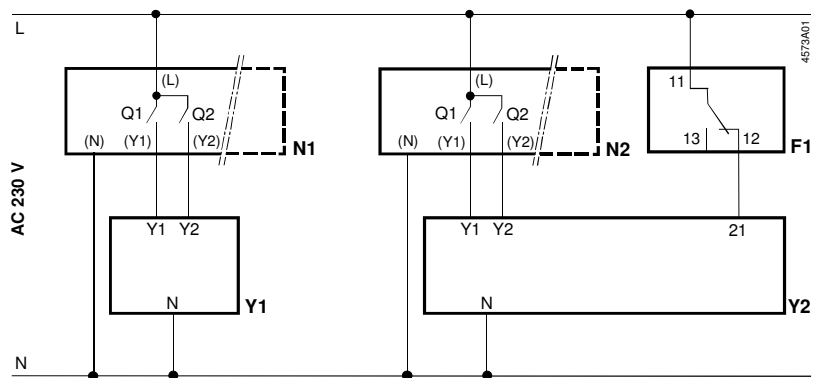 L
4573A01
(L)
(L)
11
Q1 Q2
Q1 Q2
(N) (Y1) (Y2) N1
(N) (Y1) (Y2) N2
13 12 F1
AC 230 V
Y1 Y2
Y1 Y2 21
N Y1
N Y2
N